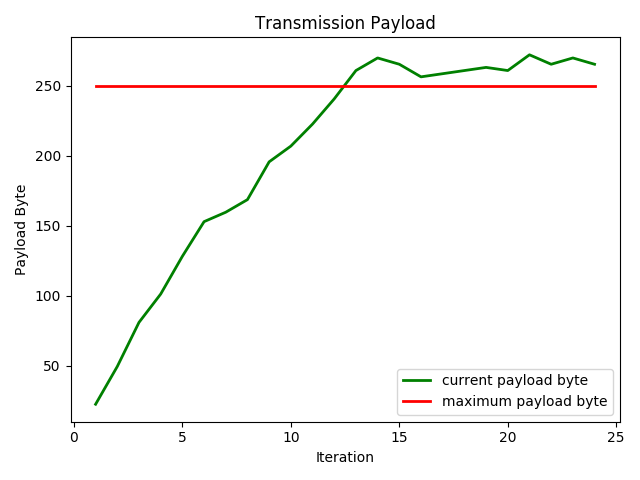 Transmission Payload
Payload Byte
250
200
150
100
50
0
5
10
15
20
25
Iteration
current payload byte
maximum payload byte